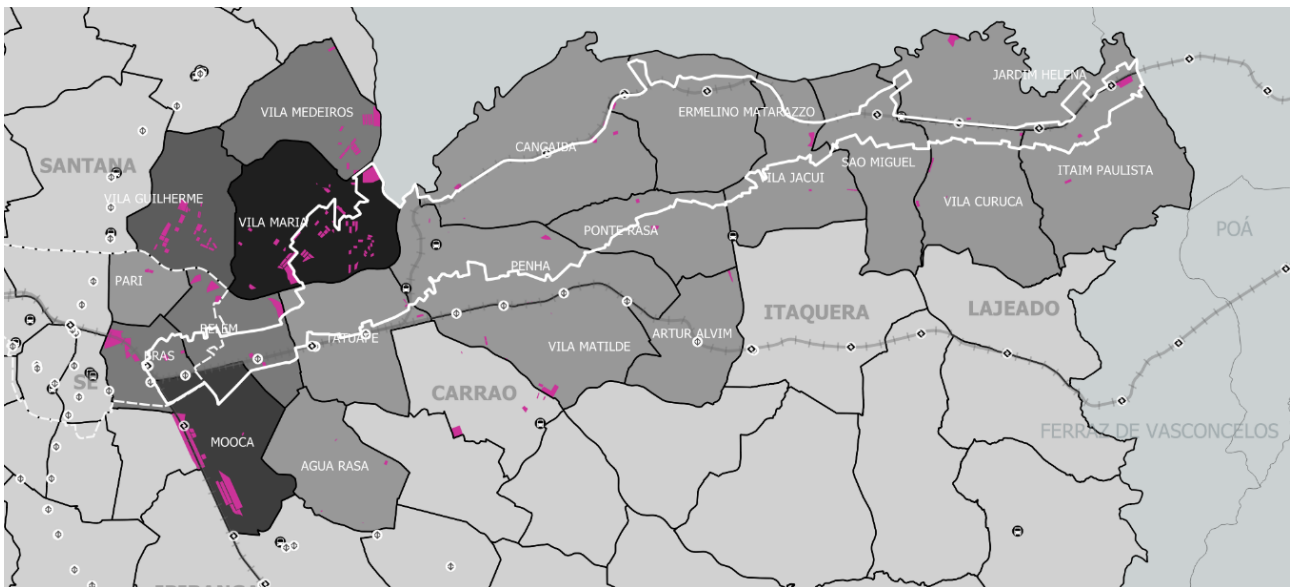 JARDIM HELENA
VILA MEDEIROS
ERMELINO MATARAZZO
CANGAIBA
SANTANA
SAO MIGUEL
ITAIM PAULISTA
VILA JACUI
VILA GUILHERME
VILA CURUCA
VILA MARIA
PONTE RASA
POÁ
PENHA
PARI
ITAQUERA
LAJEADO
BELEM
TATUAPE
ARTUR ALVIM
VILA MATILDE
BRAS
SE
CARRAO
FERRAZ DE VASCONCELOS
MOOCA
AGUA RASA
IPIRANGA